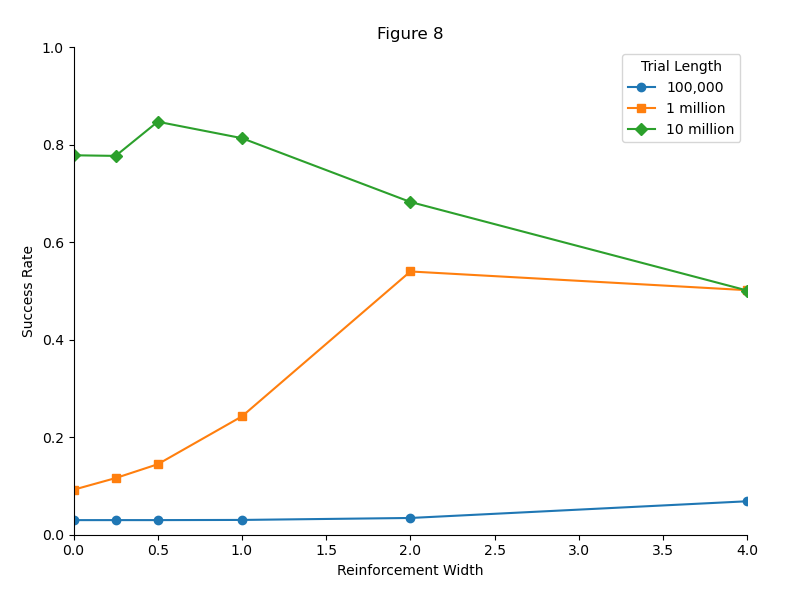 Figure 8
Trial Length
100,000
1 million
10 million
1.0
0.8
0.6
0.4
0.2
0.0
Success Rate
0.0 0.5 1.0 1.5 2.0 2.5 3.0 3.5 4.0
Reinforcement Width